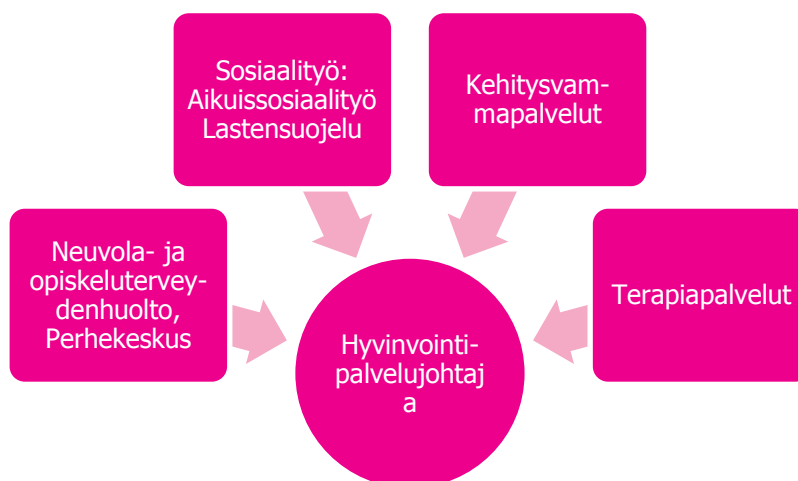 Sosiaalityö:
Aikuissosiaalityö
Lastensuojelu
Kehitysvam-
mapalvelut
Neuvola- ja
opiskelutervey-
denhuolto,
Perhekeskus
Terapiapalvelut
Hyvinvointi-
palvelujohtaj
a